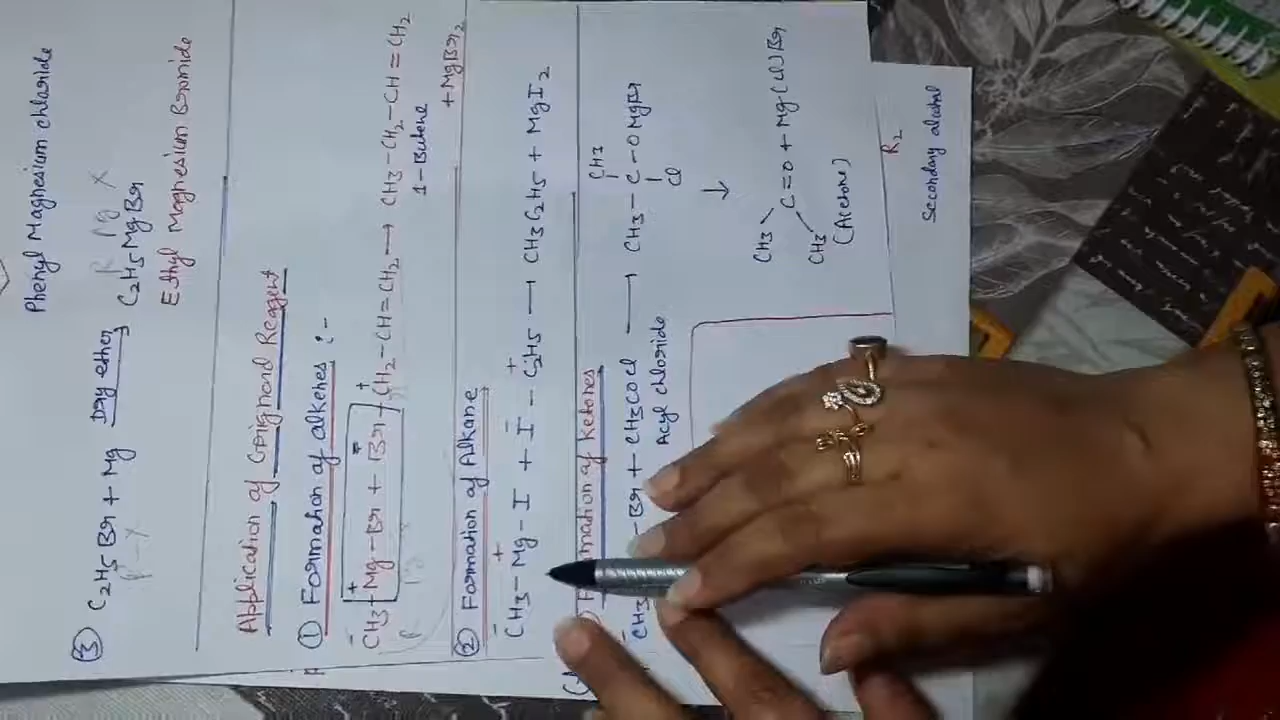 Phenyl Magnesium chloride
③ C2H5Br + Mg Dry ether C2H5MgBr
R-X R Mg X
Ethyl Magnesium Bromide
Application of Grignard Reagent
① Formation of alkenes :-
CH3 Mg-Br + Br CH2-CH=CH2 → CH3-CH2-CH=CH2
1-Butene + MgBr2
② Formation of Alkane
CH3-Mg-I + I-C2H5 → CH3C2H5 + MgI2
Formation of Ketones
CH3
CH3 -Br + CH3COCl → CH3-C-OMgBr
Acyl chloride Cl
↓
CH3
C=O + Mg(Cl)Br
CH3
(Acetone)
R2
Secondary alcohol